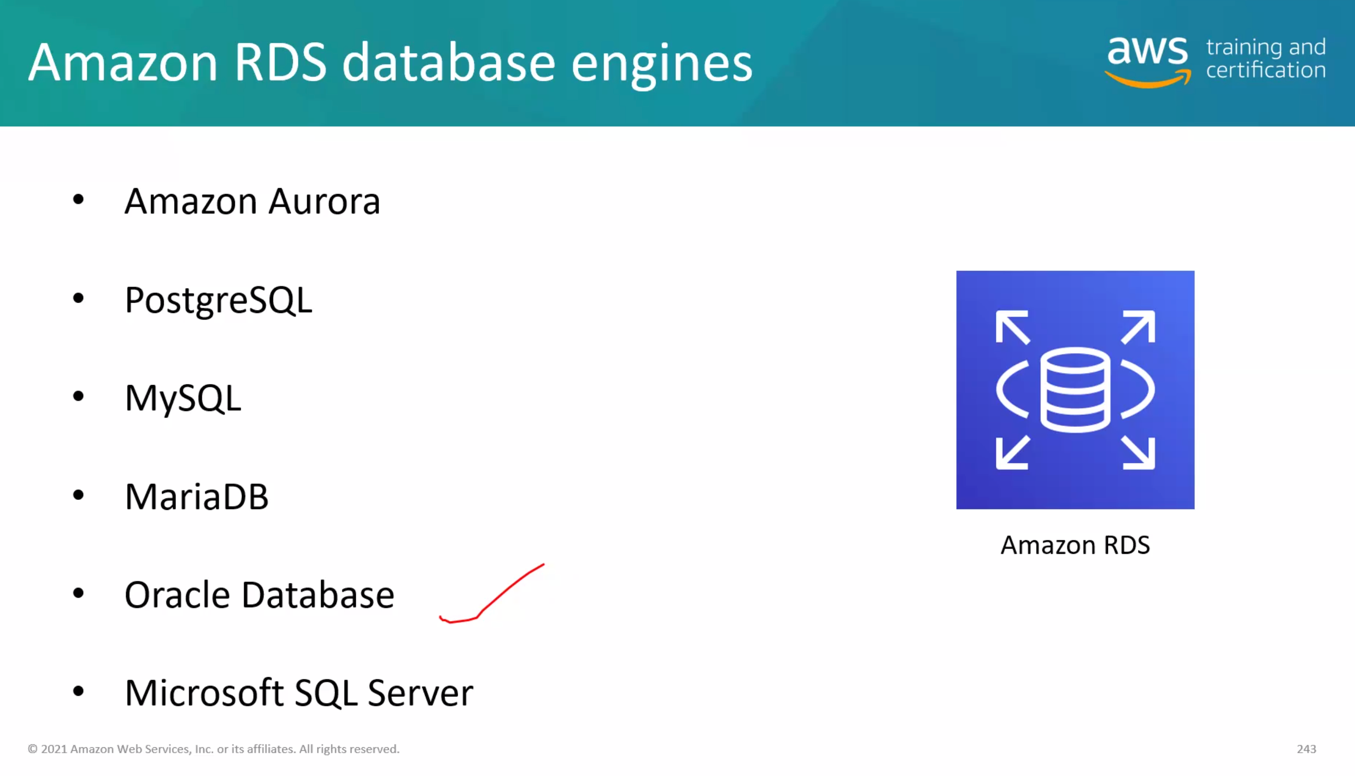 Amazon RDS database engines
aws training and certification
• Amazon Aurora
• PostgreSQL
• MySQL
• MariaDB
• Oracle Database
• Microsoft SQL Server
Amazon RDS
© 2021 Amazon Web Services, Inc. or its affiliates. All rights reserved.
243